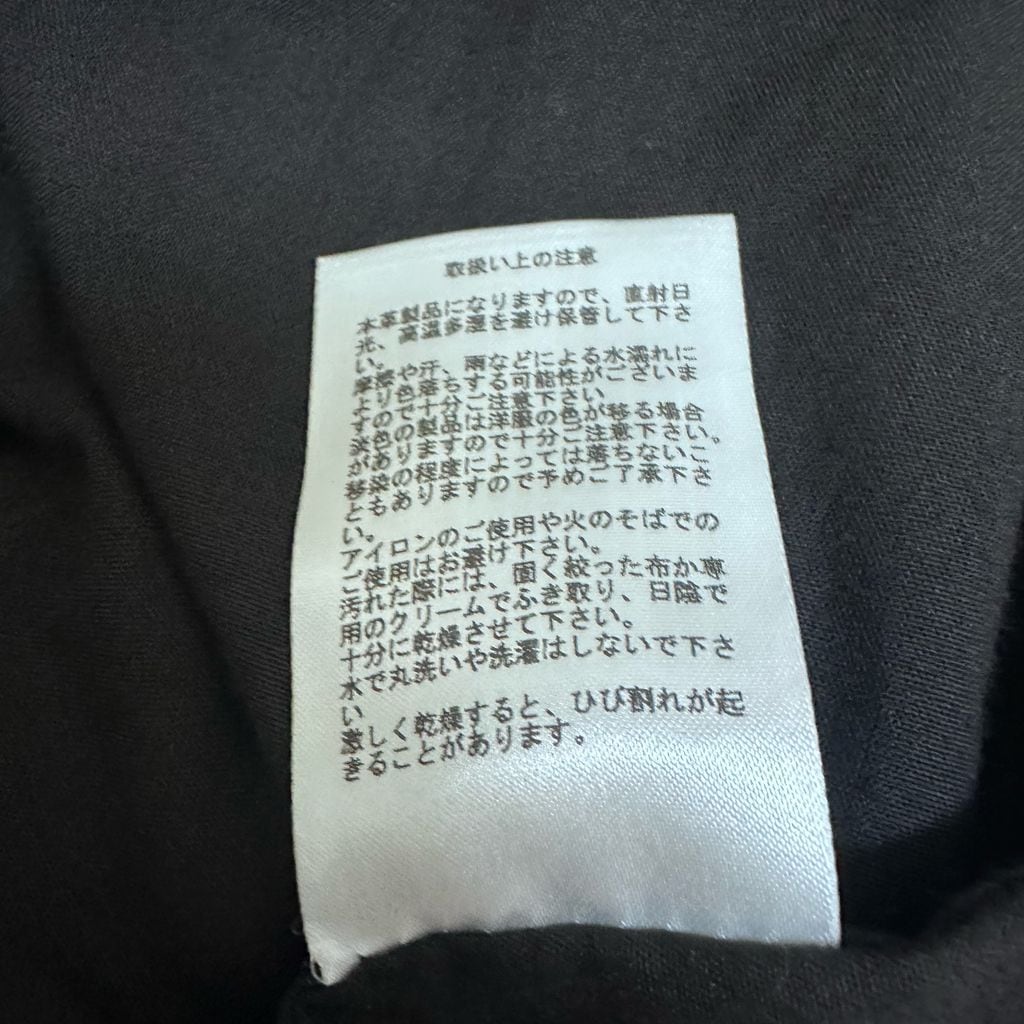 取扱い上の注意
本革製品になりますので、直射日
光、高温多湿を避け保管して下さ
い。
摩擦や汗、雨などによる水濡れに
より色落ちする可能性がございま
すので十分ご注意下さい
淡色の製品は洋服の色が移る場合
がありますので十分ご注意下さい。
移染の程度によっては落ちないこ
ともありますので予めご了承下さ
い。
アイロンのご使用や火のそばでの
ご使用はお避け下さい。
汚れた際には、固く絞った布か専
用のクリームでふき取り、日陰で
十分に乾燥させて下さい。
水で丸洗いや洗濯はしないで下さ
い
激しく乾燥すると、ひび割れが起
きることがあります。